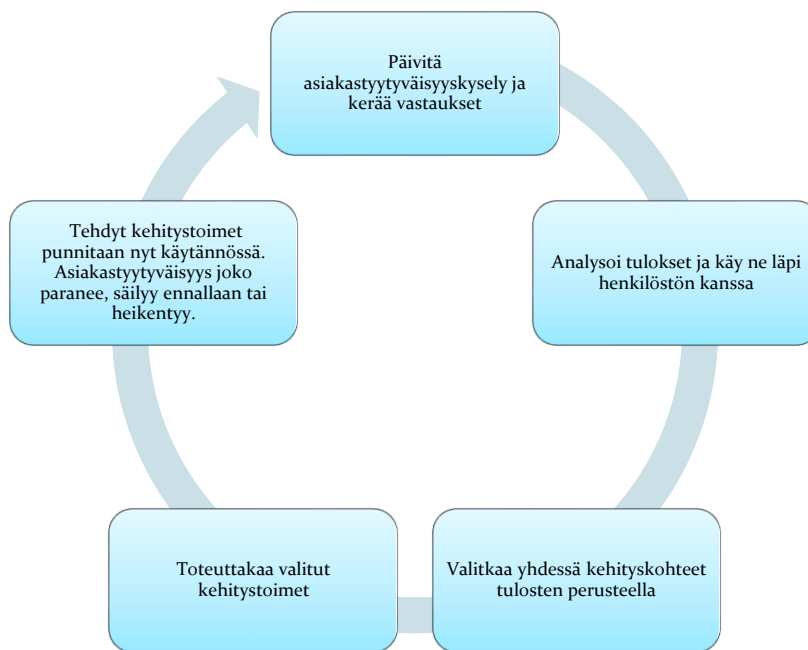 Päivitä
asiakastyytyväisyyskysely ja
kerää vastaukset
Analysoi tulokset ja käy ne läpi
henkilöstön kanssa
Valitkaa yhdessä kehityskohteet
tulosten perusteella
Toteuttakaa valitut
kehitystoimet
Tehdyt kehitystoimet
punnitaan nyt käytännössä.
Asiakastyytyväisyys joko
paranee, säilyy ennallaan tai
heikentyy.